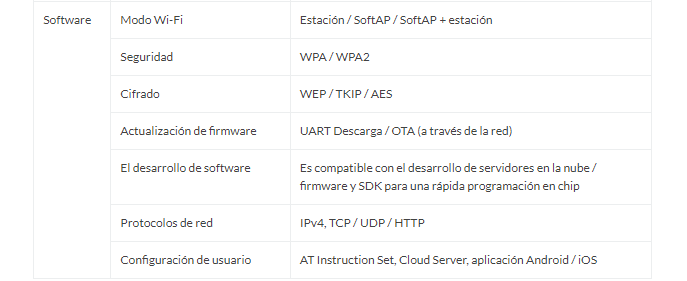 Software
Modo Wi-Fi
Estación / SoftAP / SoftAP + estación
Seguridad
WPA / WPA2
Cifrado
WEP / TKIP / AES
Actualización de firmware
UART Descarga / OTA (a través de la red)
El desarrollo de software
Es compatible con el desarrollo de servidores en la nube /
firmware y SDK para una rápida programación en chip
Protocolos de red
IPv4, TCP / UDP / HTTP
Configuración de usuario
AT Instruction Set, Cloud Server, aplicación Android / iOS